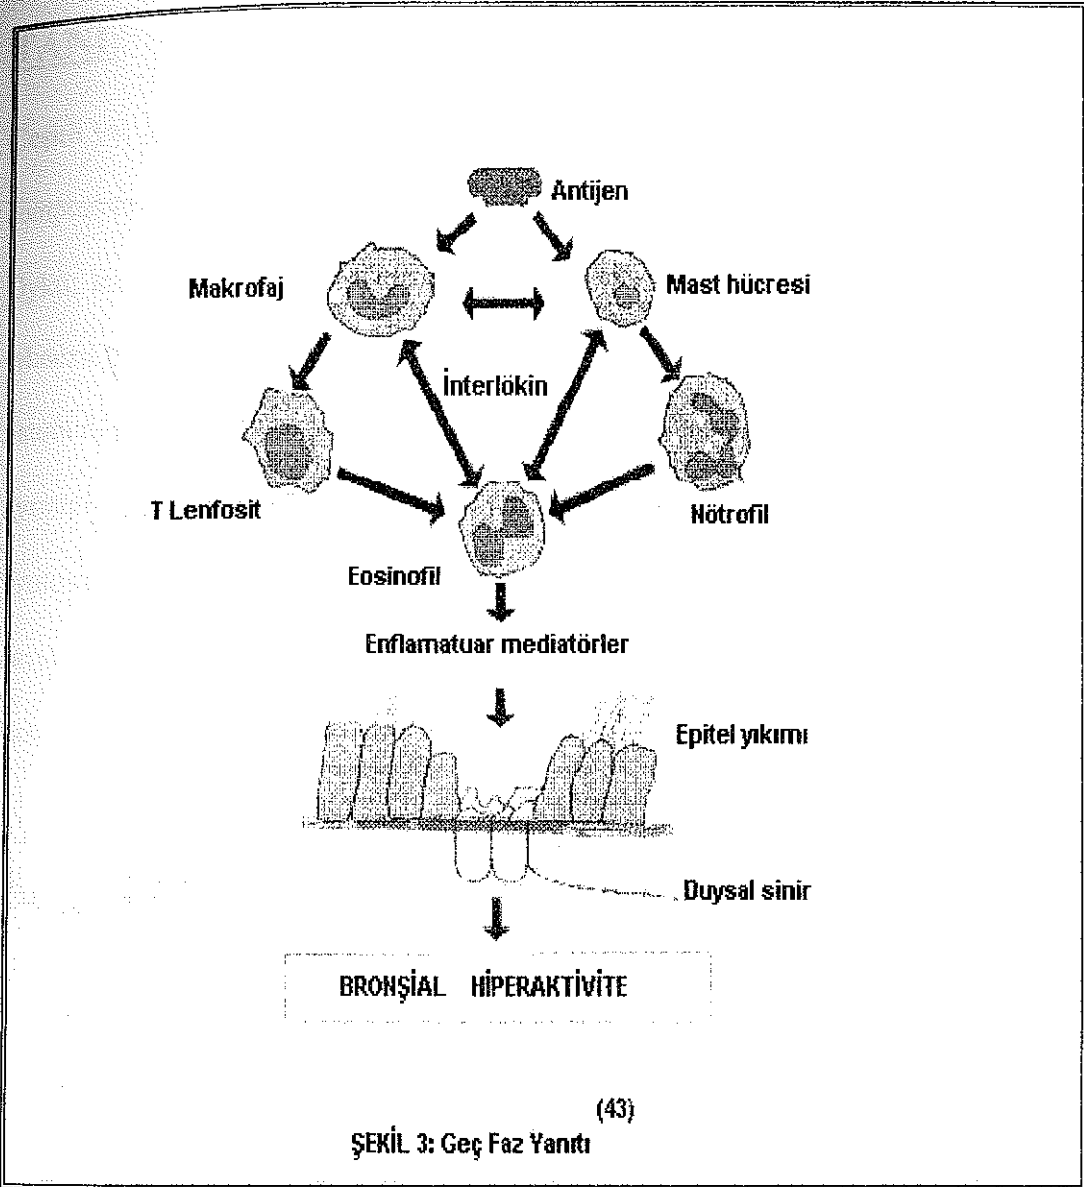 Antijen
Makrofaj
Mast hücresi
İnterlökin
T Lenfosit
Nötrofil
Eosinofil
Enflamatuar mediatörler
Epitel yıkımı
Duysal sinir
BRONŞİAL HİPERAKTİVİTE
(43)
ŞEKİL 3: Geç Faz Yanıtı